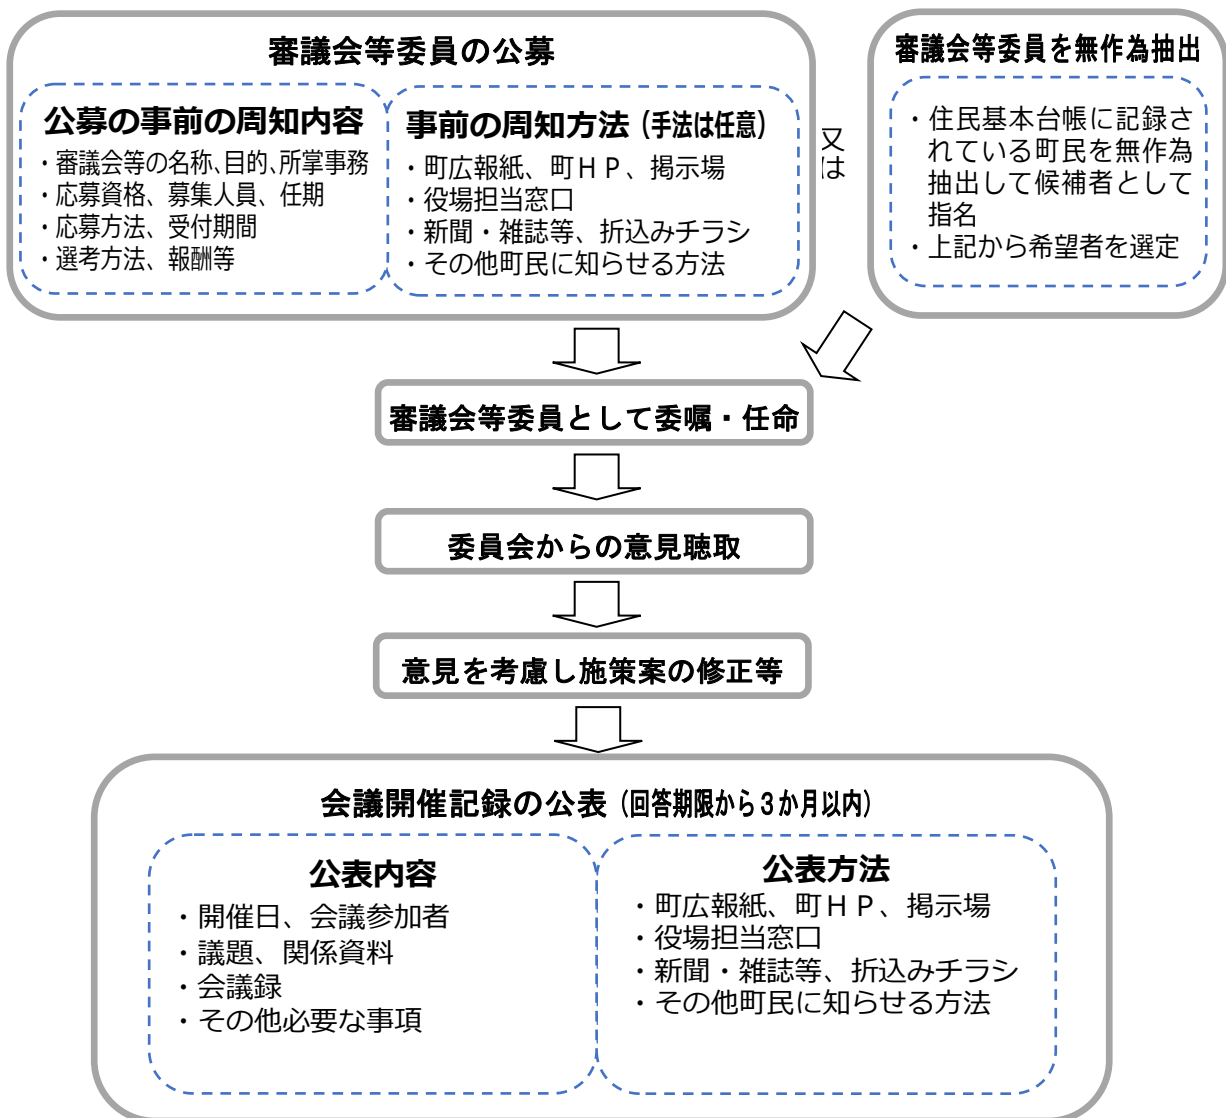 審議会等委員の公募
公募の事前の周知内容
・審議会等の名称、目的、所掌事務
・応募資格、募集人員、任期
・応募方法、受付期間
・選考方法、報酬等
事前の周知方法（手法は任意）
・町広報紙、町ＨＰ、掲示場
・役場担当窓口
・新聞・雑誌等、折込みチラシ
・その他町民に知らせる方法
又は
審議会等委員を無作為抽出
・住民基本台帳に記録さ
れている町民を無作為
抽出して候補者として
指名
・上記から希望者を選定
審議会等委員として委嘱・任命
委員会からの意見聴取
意見を考慮し施策案の修正等
会議開催記録の公表（回答期限から３か月以内）
公表内容
・開催日、会議参加者
・議題、関係資料
・会議録
・その他必要な事項
公表方法
・町広報紙、町ＨＰ、掲示場
・役場担当窓口
・新聞・雑誌等、折込みチラシ
・その他町民に知らせる方法